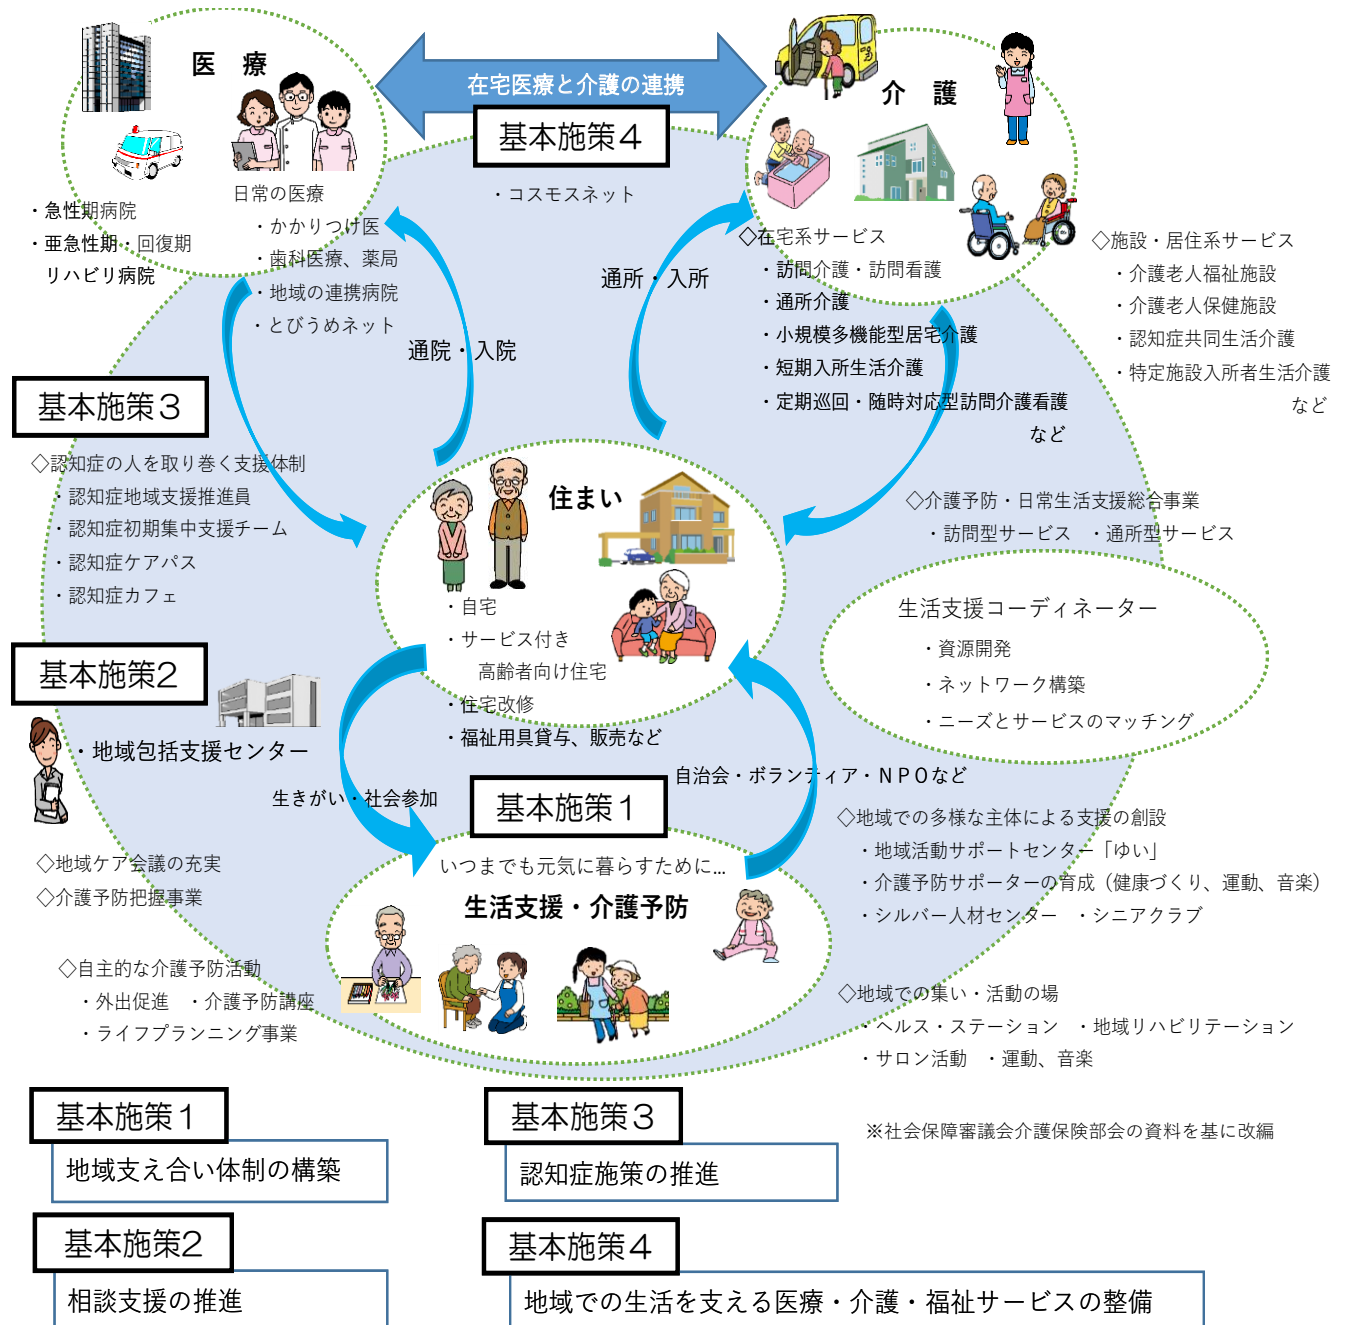 医 療
在宅医療と介護の連携
介 護
基本施策４
・コスモスネット
日常の医療
・かかりつけ医
・歯科医療、薬局
・地域の連携病院
・とびうめネット
・急性期病院
・亜急性期・回復期
リハビリ病院
◇在宅系サービス
・訪問介護・訪問看護
・通所介護
・小規模多機能型居宅介護
・短期入所生活介護
・定期巡回・随時対応型訪問介護看護
など
◇施設・居住系サービス
・介護老人福祉施設
・介護老人保健施設
・認知症共同生活介護
・特定施設入所者生活介護
など
通所・入所
通院・入院
基本施策３
◇認知症の人を取り巻く支援体制
・認知症地域支援推進員
・認知症初期集中支援チーム
・認知症ケアパス
・認知症カフェ
住まい
・自宅
・サービス付き
高齢者向け住宅
・住宅改修
・福祉用具貸与、販売など
◇介護予防・日常生活支援総合事業
・訪問型サービス ・通所型サービス
生活支援コーディネーター
・資源開発
・ネットワーク構築
・ニーズとサービスのマッチング
基本施策2
・地域包括支援センター
生きがい・社会参加
自治会・ボランティア・ＮＰＯなど
基本施策１
いつまでも元気に暮らすために...
生活支援・介護予防
◇地域ケア会議の充実
◇介護予防把握事業
◇自主的な介護予防活動
・外出促進 ・介護予防講座
・ライフプランニング事業
◇地域での多様な主体による支援の創設
・地域活動サポートセンター「ゆい」
・介護予防サポーターの育成（健康づくり、運動、音楽）
・シルバー人材センター ・シニアクラブ
◇地域での集い・活動の場
・ヘルス・ステーション ・地域リハビリテーション
・サロン活動 ・運動、音楽
基本施策１
地域支え合い体制の構築
基本施策３
認知症施策の推進
※社会保障審議会介護保険部会の資料を基に改編
基本施策2
相談支援の推進
基本施策４
地域での生活を支える医療・介護・福祉サービスの整備